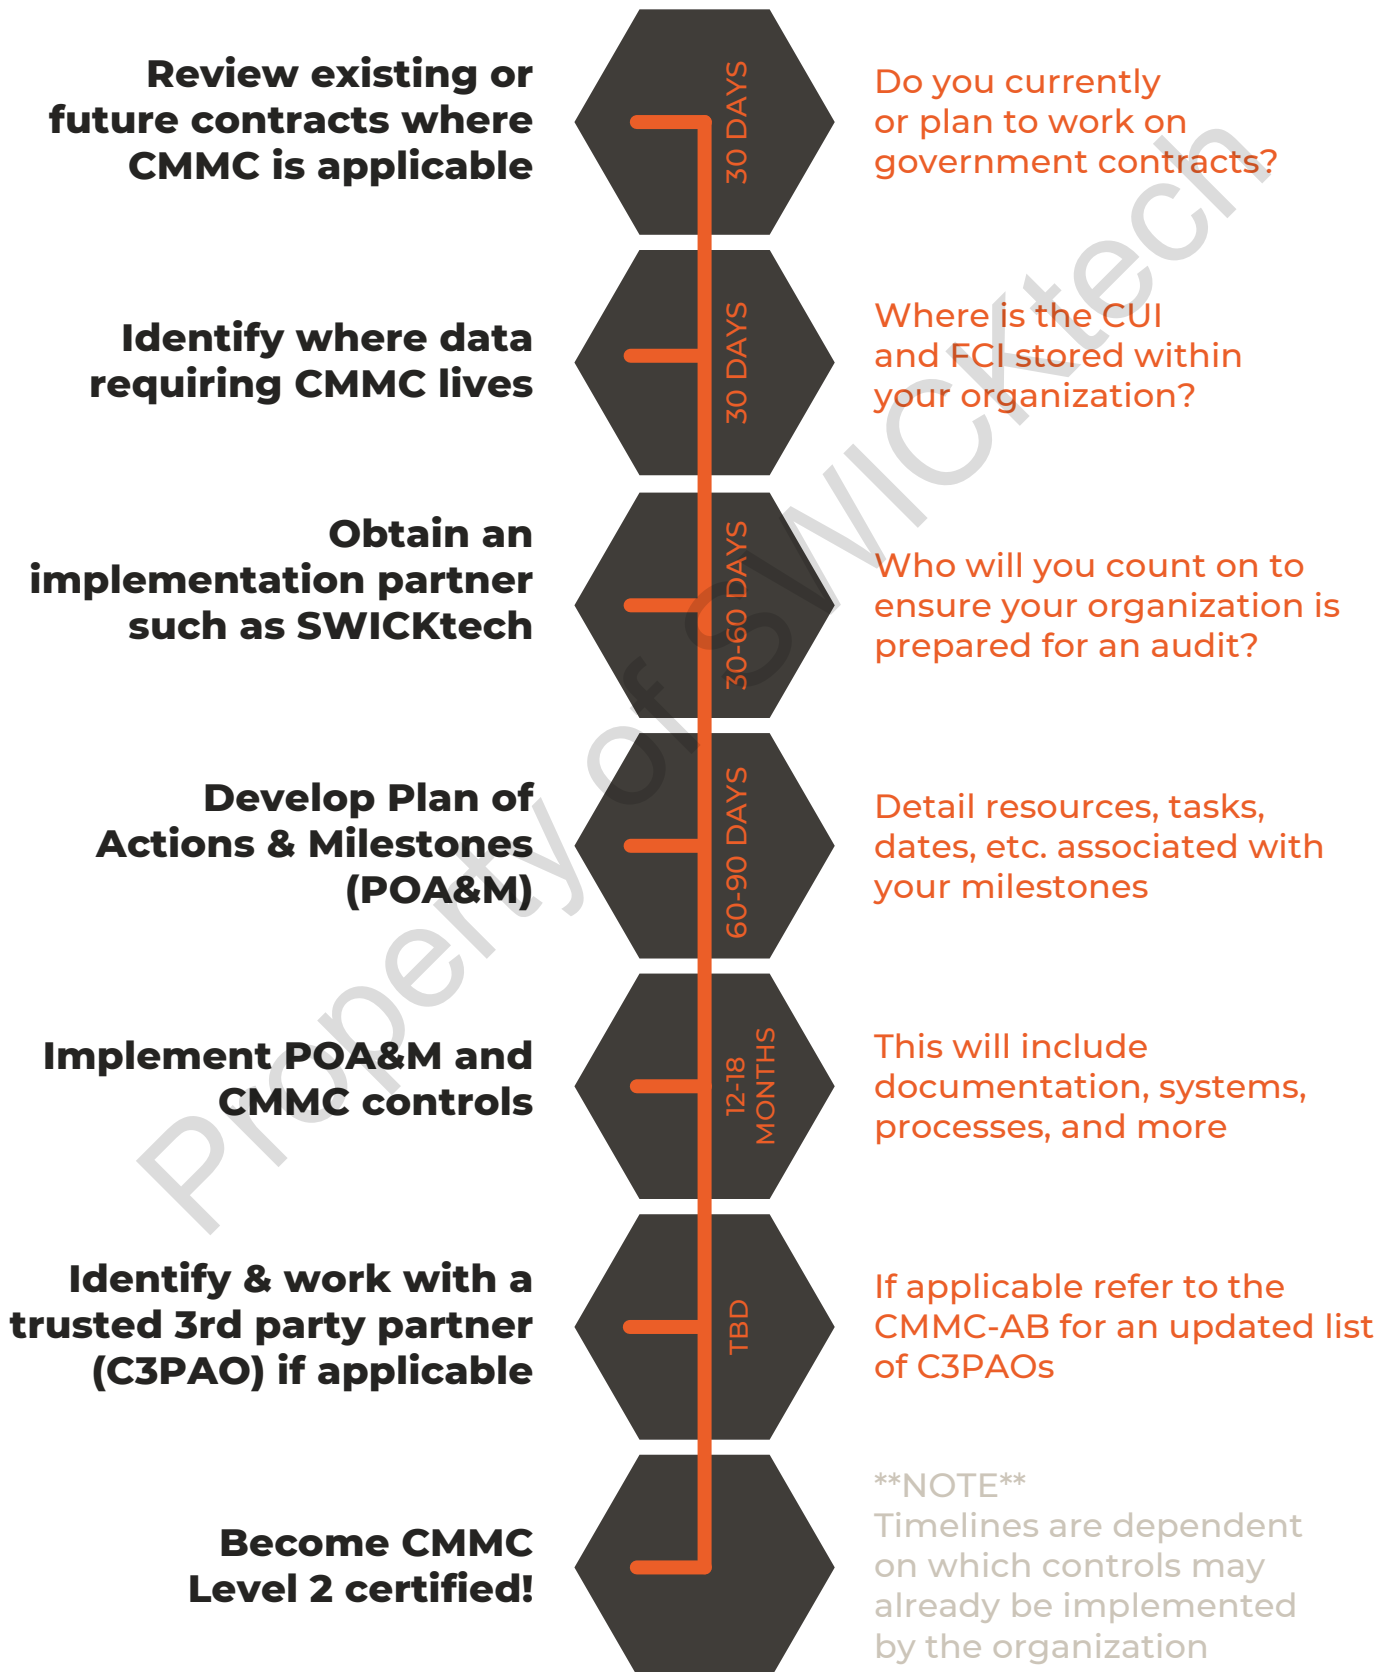 Review existing or
future contracts where
CMMC is applicable
30 DAYS
Do you currently
or plan to work on
government contracts?
Identify where data
requiring CMMC lives
30 DAYS
Where is the CUI
and FCI stored within
your organization?
Obtain an
implementation partner
such as SWICKtech
30-60 DAYS
Who will you count on to
ensure your organization is
prepared for an audit?
Develop Plan of
Actions & Milestones
(POA&M)
60-90 DAYS
Detail resources, tasks,
dates, etc. associated with
your milestones
Implement POA&M and
CMMC controls
12-18
MONTHS
This will include
documentation, systems,
processes, and more
Identify & work with a
trusted 3rd party partner
(C3PAO) if applicable
TBD
If applicable refer to the
CMMC-AB for an updated list
of C3PAOs
Become CMMC
Level 2 certified!
**NOTE**
Timelines are dependent
on which controls may
already be implemented
by the organization
Property of SWICKtech